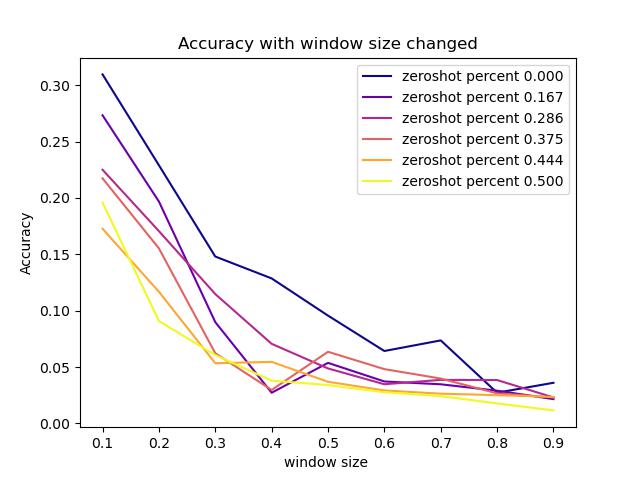 Accuracy with window size changed
zeroshot percent 0.000
zeroshot percent 0.167
zeroshot percent 0.286
zeroshot percent 0.375
zeroshot percent 0.444
zeroshot percent 0.500
Accuracy
0.30
0.25
0.20
0.15
0.10
0.05
0.00
0.1 0.2 0.3 0.4 0.5 0.6 0.7 0.8 0.9
window size